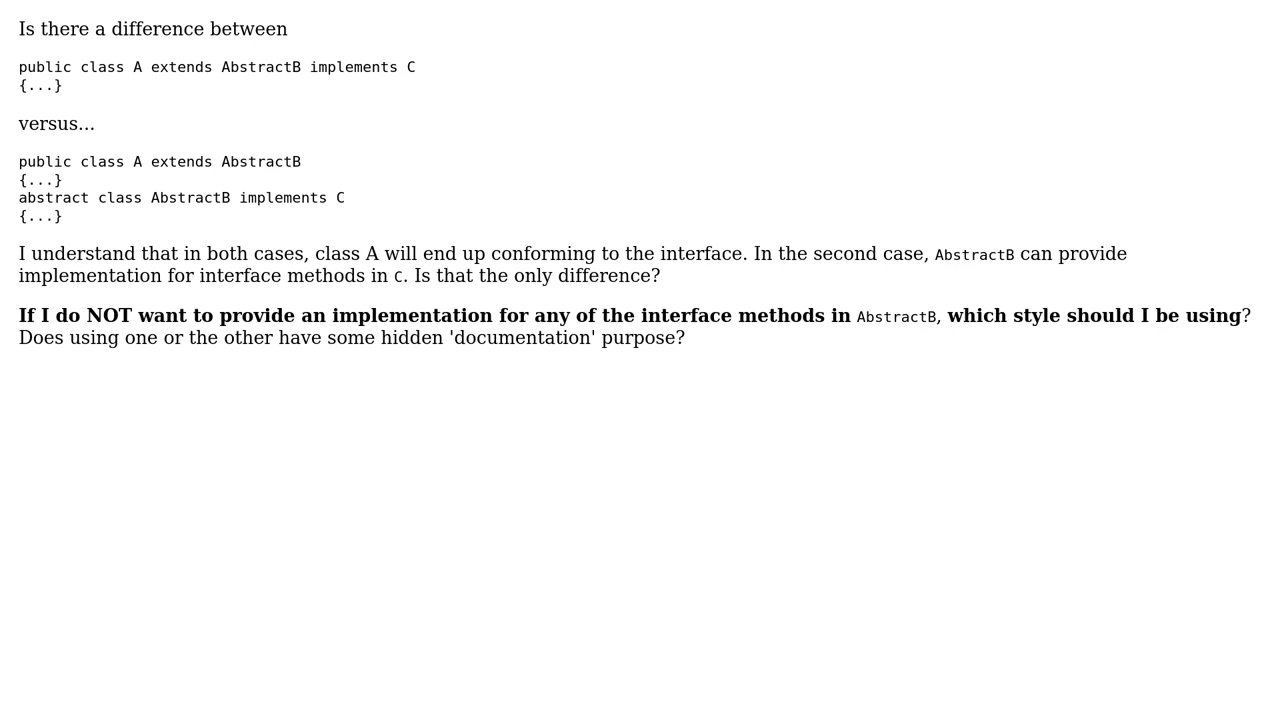 Is there a difference between
public class A extends AbstractB implements C
{...}
versus...
public class A extends AbstractB
{...}
abstract class AbstractB implements C
{...}
I understand that in both cases, class A will end up conforming to the interface. In the second case, AbstractB can provide
implementation for interface methods in C. Is that the only difference?
If I do NOT want to provide an implementation for any of the interface methods in AbstractB, which style should I be using?
Does using one or the other have some hidden 'documentation' purpose?